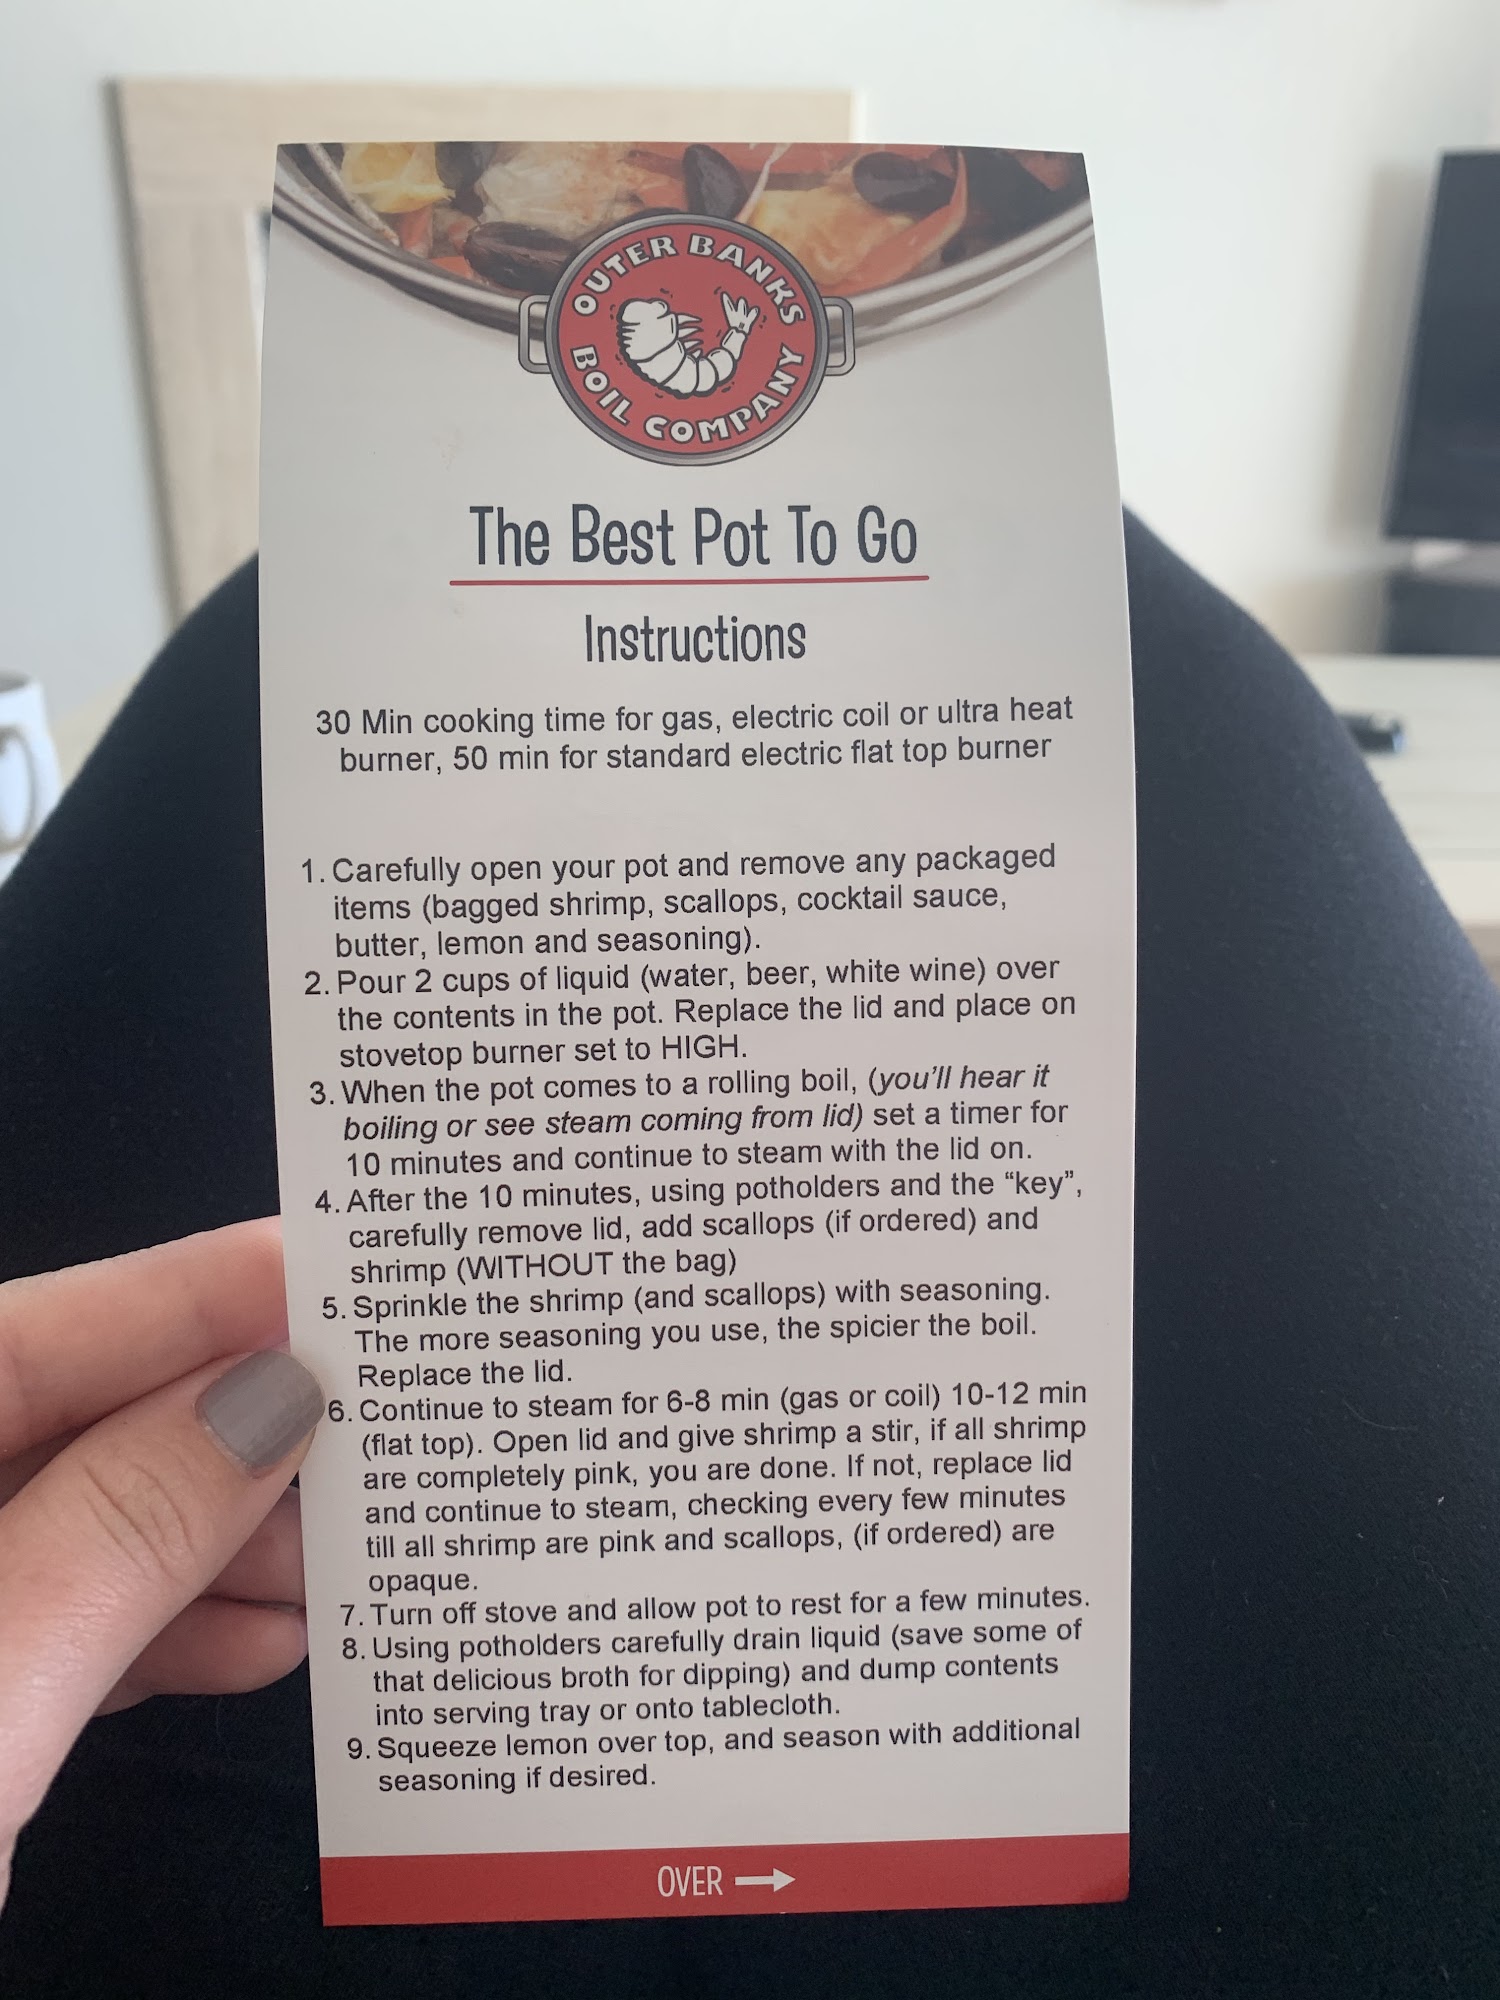 OUTER BANKS
BOIL COMPANY
The Best Pot To Go
Instructions
30 Min cooking time for gas, electric coil or ultra heat
burner, 50 min for standard electric flat top burner
1. Carefully open your pot and remove any packaged
items (bagged shrimp, scallops, cocktail sauce,
butter, lemon and seasoning).
2. Pour 2 cups of liquid (water, beer, white wine) over
the contents in the pot. Replace the lid and place on
stovetop burner set to HIGH.
3. When the pot comes to a rolling boil, (you'll hear it
boiling or see steam coming from lid) set a timer for
10 minutes and continue to steam with the lid on.
4. After the 10 minutes, using potholders and the “key”,
carefully remove lid, add scallops (if ordered) and
shrimp (WITHOUT the bag)
5. Sprinkle the shrimp (and scallops) with seasoning.
The more seasoning you use, the spicier the boil.
Replace the lid.
6. Continue to steam for 6-8 min (gas or coil) 10-12 min
(flat top). Open lid and give shrimp a stir, if all shrimp
are completely pink, you are done. If not, replace lid
and continue to steam, checking every few minutes
till all shrimp are pink and scallops, (if ordered) are
opaque.
7. Turn off stove and allow pot to rest for a few minutes.
8. Using potholders carefully drain liquid (save some of
that delicious broth for dipping) and dump contents
into serving tray or onto tablecloth.
9. Squeeze lemon over top, and season with additional
seasoning if desired.
OVER →